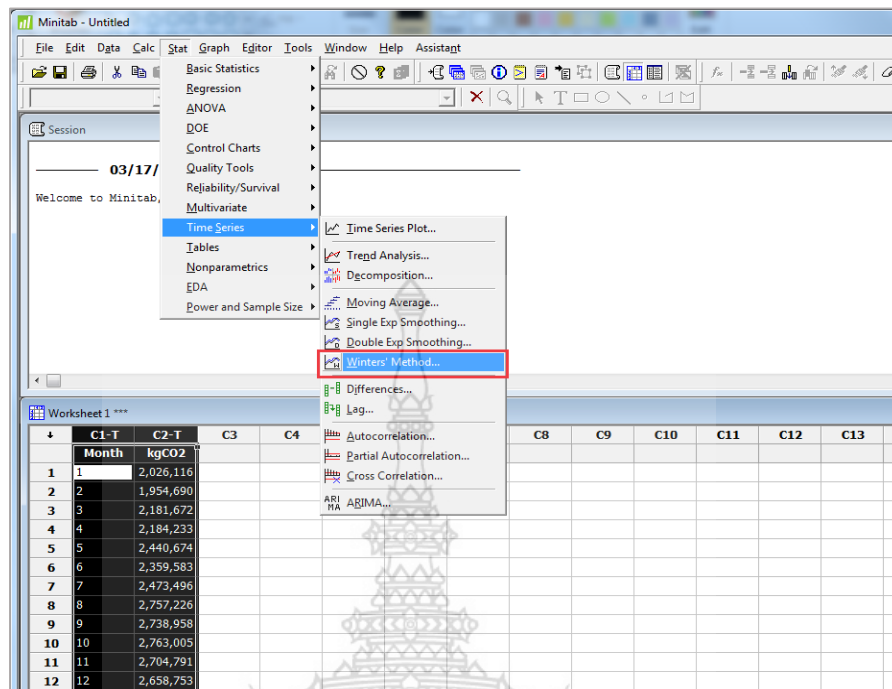 Minitab - Untitled
File Edit Data Calc Stat Graph Editor Tools Window Help Assistant
Basic Statistics
Regression
ANOVA
DOE
Control Charts
Quality Tools
Reliability/Survival
Multivariate
Time Series
Tables
Nonparametrics
EDA
Power and Sample Size
Time Series Plot...
Trend Analysis...
Decomposition...
Moving Average...
Single Exp Smoothing...
Double Exp Smoothing...
Winters' Method...
Differences...
Lag...
Autocorrelation...
Partial Autocorrelation...
Cross Correlation...
ARIMA...
Session
03/17/
Welcome to Minitab,
Worksheet 1 ***
C1-T C2-T C3 C4 C8 C9 C10 C11 C12 C13
Month kgCO2
1 1 2,026,116
2 2 1,954,690
3 3 2,181,672
4 4 2,184,233
5 5 2,440,674
6 6 2,359,583
7 7 2,473,496
8 8 2,757,226
9 9 2,738,958
10 10 2,763,005
11 11 2,704,791
12 12 2,658,753